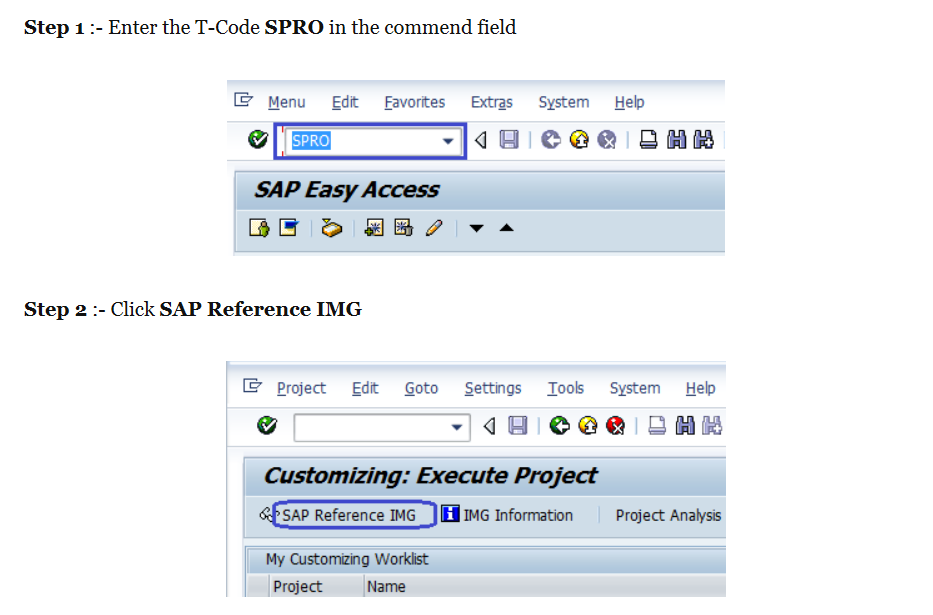 Step 1 :- Enter the T-Code SPRO in the commend field
Menu Edit Favorites Extras System Help
SPRO
SAP Easy Access
Step 2 :- Click SAP Reference IMG
Project Edit Goto Settings Tools System Help
Customizing: Execute Project
SAP Reference IMG IMG Information Project Analysis
My Customizing Worklist
Project Name